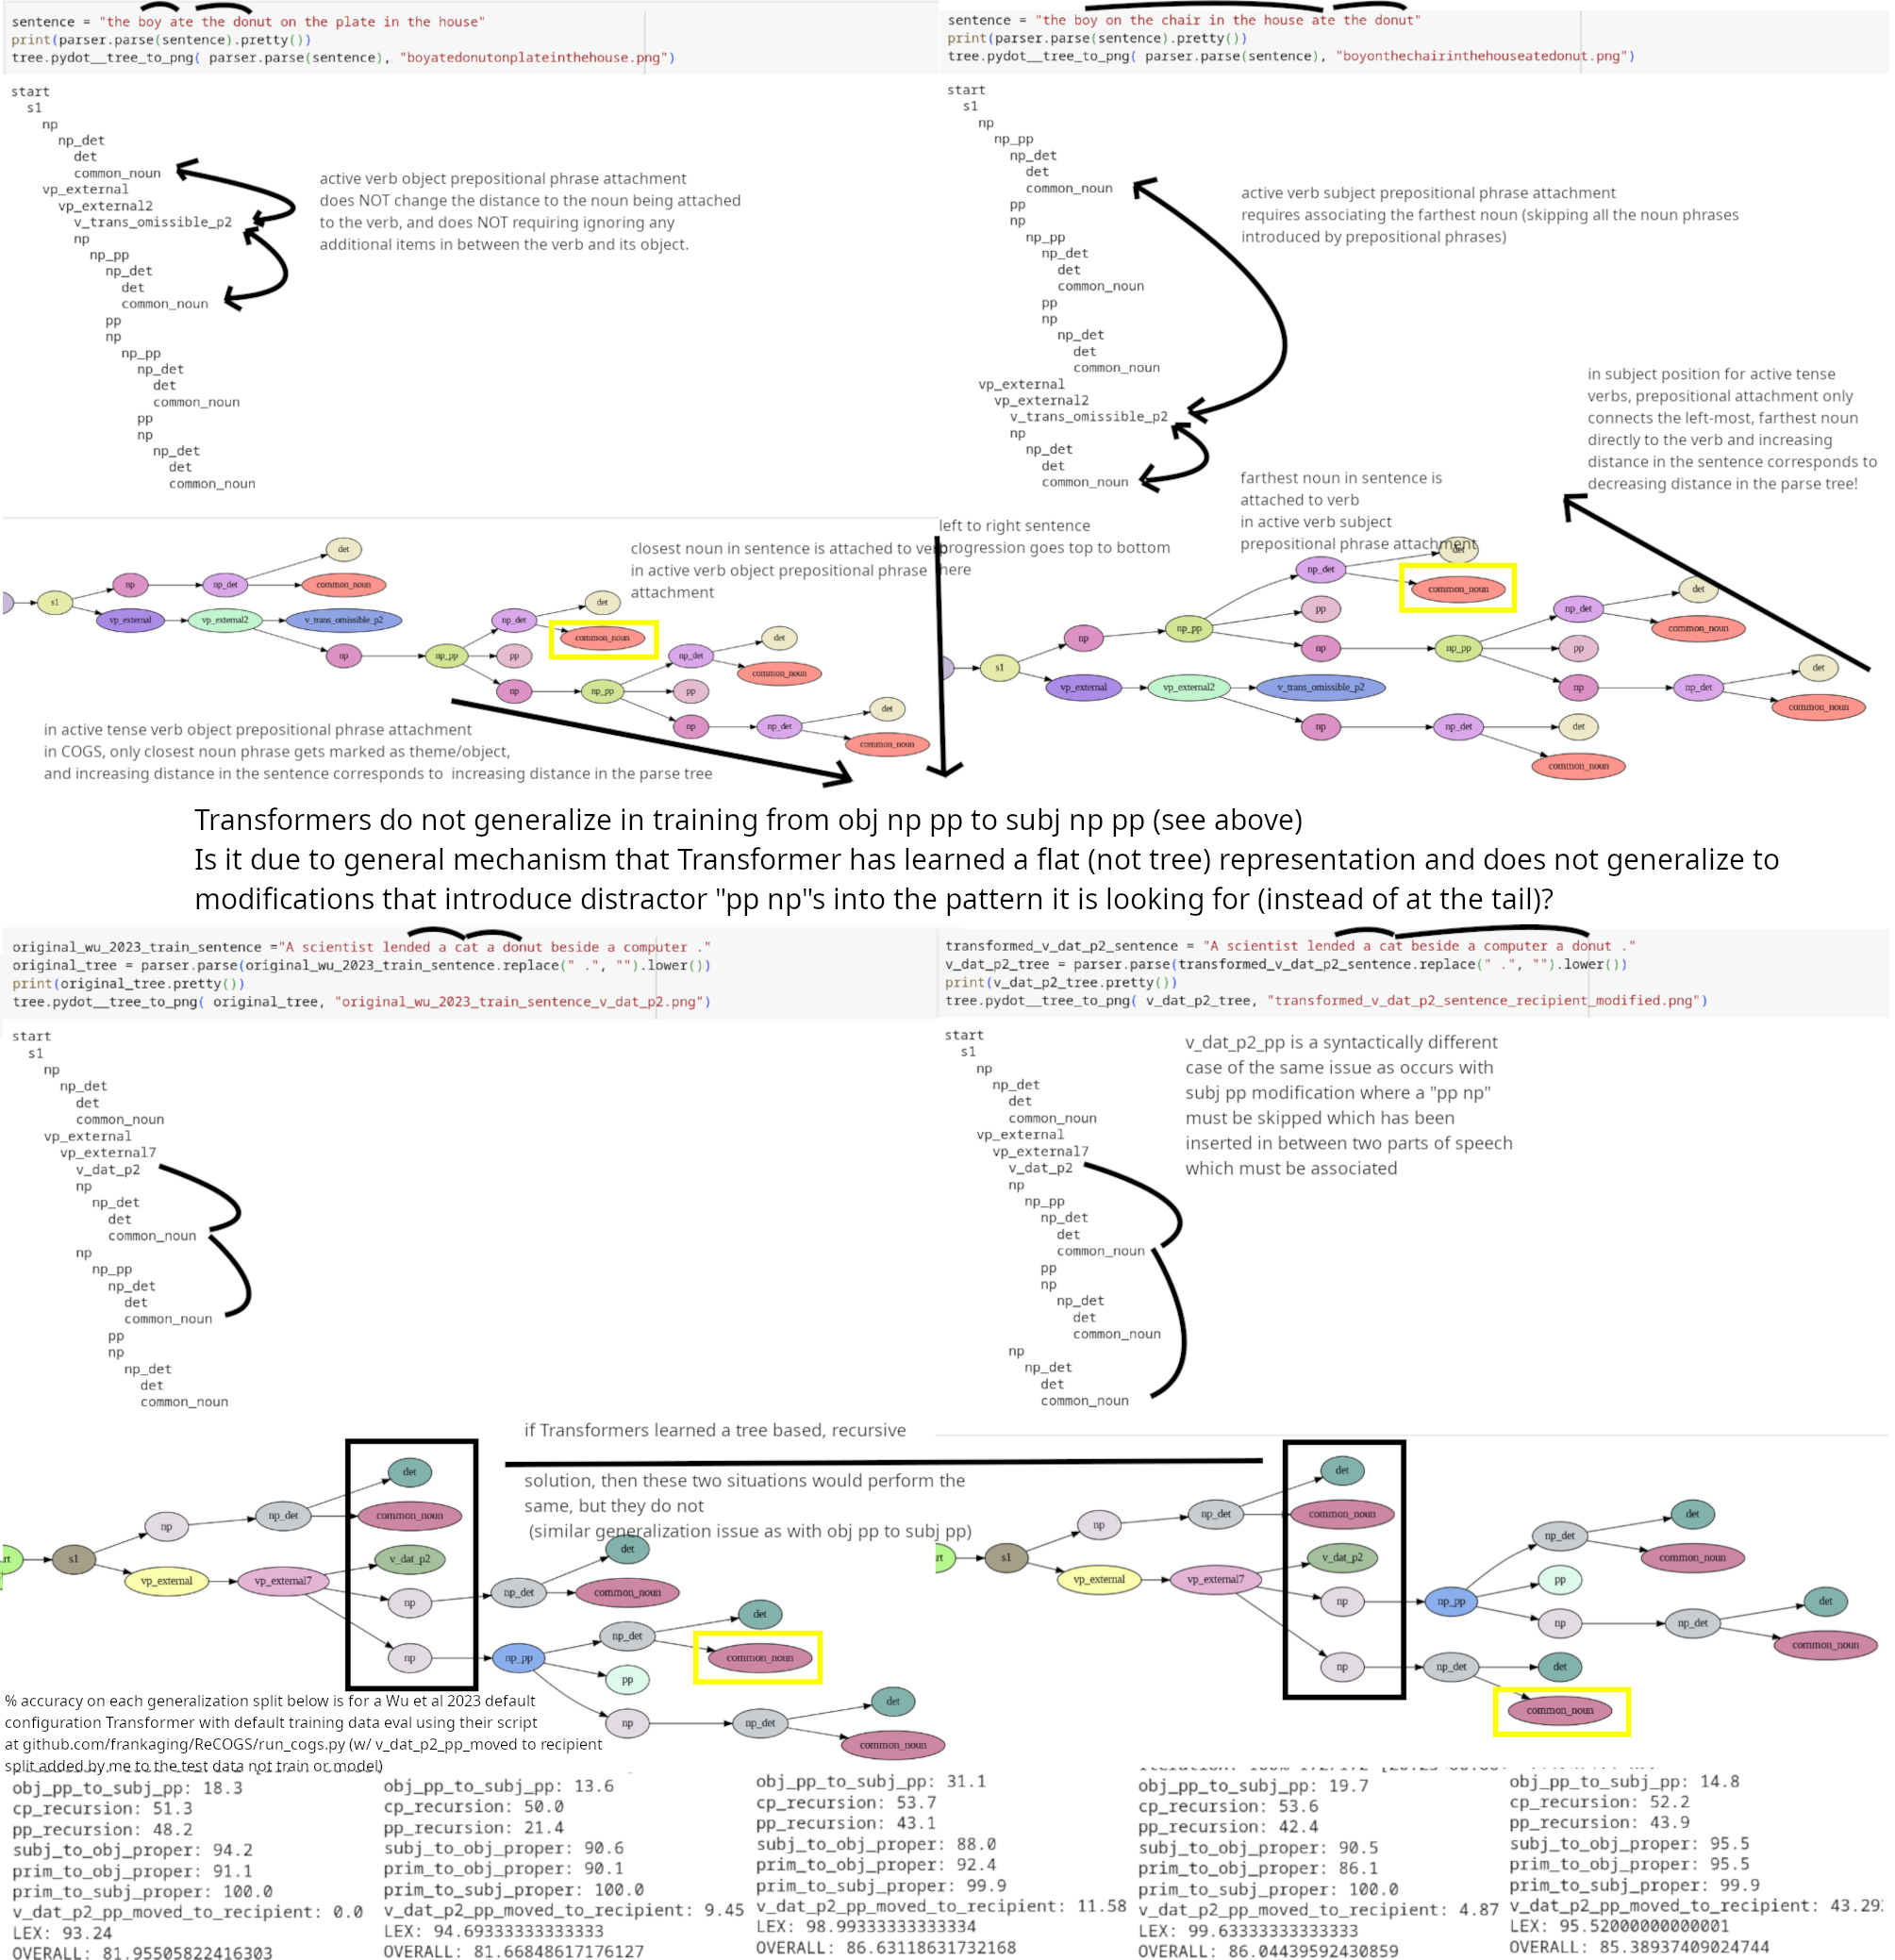 sentence = "the boy ate the donut on the plate in the house"
print(parser.parse(sentence).pretty())
tree.pydot__tree_to_png( parser.parse(sentence), "boyatedonutonplateinthehouse.png")
start
s1
np
np_det
det
common_noun
vp_external
vp_external2
v_trans_omissible_p2
np
np_pp
np_det
det
common_noun
pp
np
np_pp
np_det
det
common_noun
pp
np
np_det
det
common_noun
active verb object prepositional phrase attachment
does NOT change the distance to the noun being attached
to the verb, and does NOT requiring ignoring any
additional items in between the verb and its object.
sentence = "the boy on the chair in the house ate the donut"
print(parser.parse(sentence).pretty())
tree.pydot__tree_to_png( parser.parse(sentence), "boyonthechairinthehouseatedonut.png")
start
s1
np
np_pp
np_det
det
common_noun
pp
np
np_pp
np_det
det
common_noun
pp
np
np_det
det
common_noun
vp_external
vp_external2
v_trans_omissible_p2
np
np_det
det
common_noun
active verb subject prepositional phrase attachment
requires associating the farthest noun (skipping all the noun phrases
introduced by prepositional phrases)
in subject position for active tense
verbs, prepositional attachment only
connects the left-most, farthest noun
directly to the verb and increasing
distance in the sentence corresponds to
decreasing distance in the parse tree!
farthest noun in sentence is
attached to verb
in active verb subject
prepositional phrase attachment
left to right sentence
progression goes top to bottom
here
closest noun in sentence is attached to verb
in active verb object prepositional phrase
attachment
det
np
np_det
common_noun
s1
vp_external
vp_external2
v_trans_omissible_p2
np
np_pp
np_det
det
common_noun
pp
np
np_pp
np_det
det
common_noun
pp
np
np_det
det
common_noun
in active tense verb object prepositional phrase attachment
in COGS, only closest noun phrase gets marked as theme/object,
and increasing distance in the sentence corresponds to increasing distance in the parse tree
det
np_det
common_noun
np
np_pp
pp
np
np_pp
np_det
det
common_noun
pp
np
np_det
det
common_noun
s1
vp_external
vp_external2
v_trans_omissible_p2
np
np_det
det
common_noun
Transformers do not generalize in training from obj np pp to subj np pp (see above)
Is it due to general mechanism that Transformer has learned a flat (not tree) representation and does not generalize to
modifications that introduce distractor "pp np"s into the pattern it is looking for (instead of at the tail)?
original_wu_2023_train_sentence ="A scientist lended a cat a donut beside a computer ."
original_tree = parser.parse(original_wu_2023_train_sentence.replace(" .", "").lower())
print(original_tree.pretty())
tree.pydot__tree_to_png( original_tree, "original_wu_2023_train_sentence_v_dat_p2.png")
start
s1
np
np_det
det
common_noun
vp_external
vp_external7
v_dat_p2
np
np_det
det
common_noun
np
np_pp
np_det
det
common_noun
pp
np
np_det
det
common_noun
transformed_v_dat_p2_sentence = "A scientist lended a cat beside a computer a donut ."
v_dat_p2_tree = parser.parse(transformed_v_dat_p2_sentence.replace(" .", "").lower())
print(v_dat_p2_tree.pretty())
tree.pydot__tree_to_png( v_dat_p2_tree, "transformed_v_dat_p2_sentence_recipient_modified.png")
start
s1
np
np_det
det
common_noun
vp_external
vp_external7
v_dat_p2
np
np_pp
np_det
det
common_noun
pp
np
np_det
det
common_noun
np
np_det
det
common_noun
v_dat_p2_pp is a syntactically different
case of the same issue as occurs with
subj pp modification where a "pp np"
must be skipped which has been
inserted in between two parts of speech
which must be associated
if Transformers learned a tree based, recursive
solution, then these two situations would perform the
same, but they do not
(similar generalization issue as with obj pp to subj pp)
det
np
np_det
common_noun
rt
s1
v_dat_p2
vp_external
vp_external7
np
np_det
det
common_noun
np
np_pp
np_det
det
common_noun
pp
np
np_det
det
common_noun
det
np
np_det
common_noun
rt
s1
v_dat_p2
vp_external
vp_external7
np
np_pp
np_det
det
common_noun
pp
np
np_det
det
common_noun
np
np_det
det
common_noun
% accuracy on each generalization split below is for a Wu et al 2023 default
configuration Transformer with default training data eval using their script
at github.com/frankaging/ReCOGS/run_cogs.py (w/ v_dat_p2_pp_moved to recipient
split added by me to the test data not train or model)
obj_pp_to_subj_pp: 18.3
cp_recursion: 51.3
pp_recursion: 48.2
subj_to_obj_proper: 94.2
prim_to_obj_proper: 91.1
prim_to_subj_proper: 100.0
v_dat_p2_pp_moved_to_recipient: 0.0
LEX: 93.24
OVERALL: 81.95505822416303
obj_pp_to_subj_pp: 13.6
cp_recursion: 50.0
pp_recursion: 21.4
subj_to_obj_proper: 90.6
prim_to_obj_proper: 90.1
prim_to_subj_proper: 100.0
v_dat_p2_pp_moved_to_recipient: 9.45
LEX: 94.69333333333333
OVERALL: 81.66848617176127
obj_pp_to_subj_pp: 31.1
cp_recursion: 53.7
pp_recursion: 43.1
subj_to_obj_proper: 88.0
prim_to_obj_proper: 92.4
prim_to_subj_proper: 99.9
v_dat_p2_pp_moved_to_recipient: 11.58
LEX: 98.99333333333334
OVERALL: 86.63118631732168
obj_pp_to_subj_pp: 19.7
cp_recursion: 53.6
pp_recursion: 42.4
subj_to_obj_proper: 90.5
prim_to_obj_proper: 86.1
prim_to_subj_proper: 100.0
v_dat_p2_pp_moved_to_recipient: 4.87
LEX: 99.63333333333333
OVERALL: 86.04439592430859
obj_pp_to_subj_pp: 14.8
cp_recursion: 52.2
pp_recursion: 43.9
subj_to_obj_proper: 95.5
prim_to_obj_proper: 95.5
prim_to_subj_proper: 99.9
v_dat_p2_pp_moved_to_recipient: 43.29
LEX: 95.52000000000001
OVERALL: 85.38937409024744